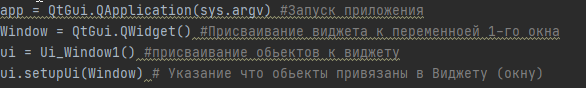 app = QtGui.QApplication(sys.argv) #Запуск приложения
Window = QtGui.QWidget() #Присваивание виджета к переменноей 1-го окна
ui = Ui_Window1() #присваивание обьектов к виджету
ui.setupUi(Window) # Указание что обьекты привязаны в Виджету (окну)